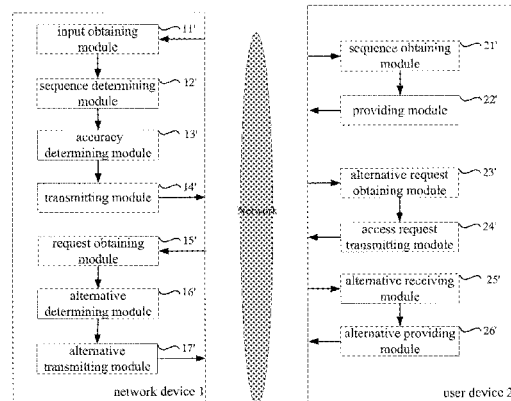 input obtaining
module
11'
sequence determining
module
12'
accuracy
determining module
13'
transmitting module
14'
request obtaining
module
15'
alternative
determining module
16'
alternative
transmitting module
17'
network device 1
Network
sequence obtaining
module
21'
providing module
22'
alternative request
obtaining module
23'
access request
transmitting module
24'
alternative receiving
module
25'
alternative providing
module
26'
user device 2